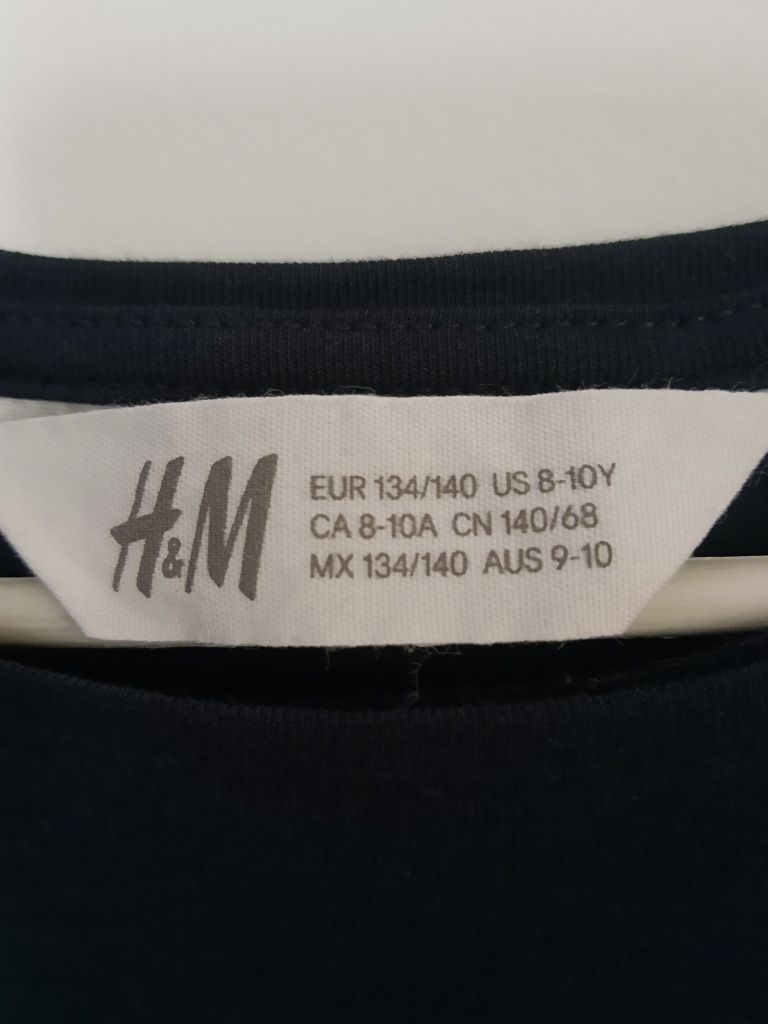 H&M
EUR 134/140 US 8-10Y
CA 8-10A CN 140/68
MX 134/140 AUS 9-10